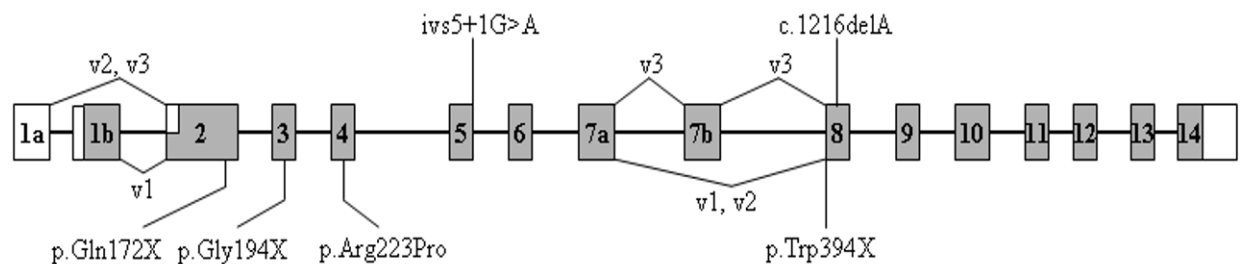 ivs5+1G>A c.1216delA
v2, v3 v3 v3
1a 1b 2 3 4 5 6 7a 7b 8 9 10 11 12 13 14
v1 v1, v2
p.Gln172X p.Gly194X p.Arg223Pro p.Trp394X